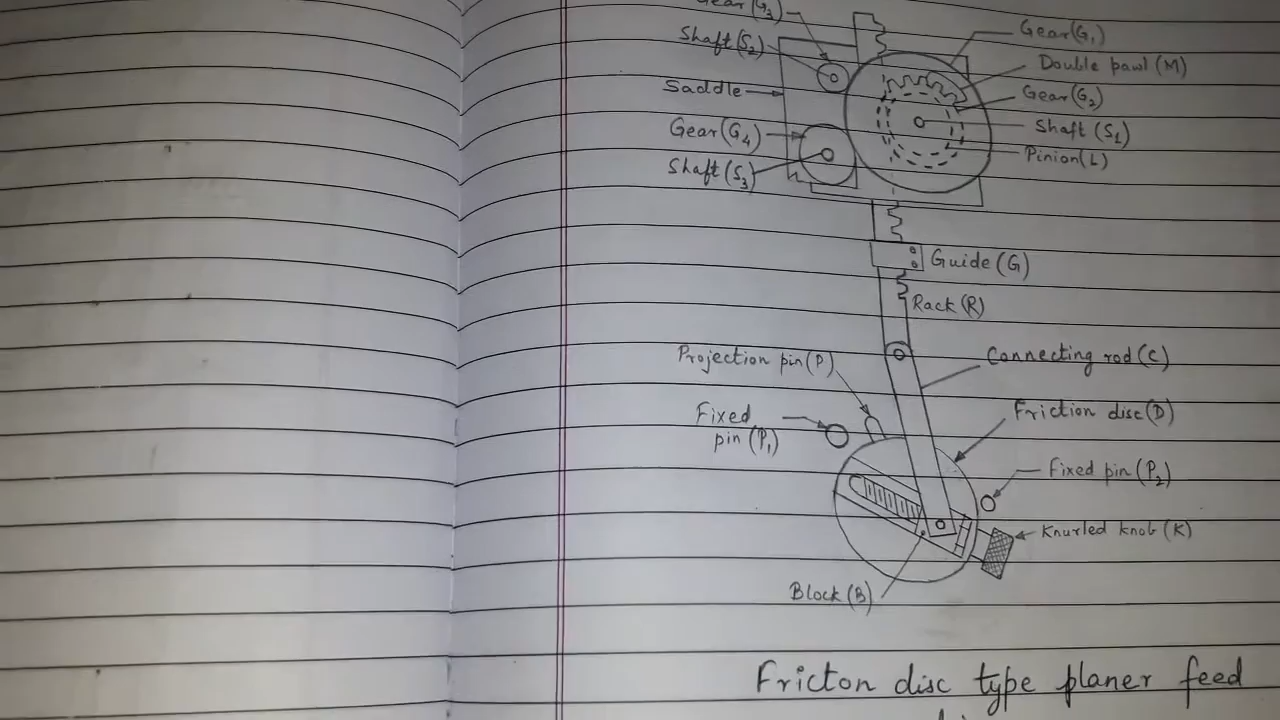 Gear(G3)
Shaft(S2)
Saddle
Gear(G4)
Shaft(S3)
Gear(G1)
Double pawl(M)
Gear(G2)
Shaft(S1)
Pinion(L)
Guide(G)
Rack(R)
Projection pin(P)
Connecting rod(C)
Fixed
pin(P1)
Friction disc(D)
Fixed pin(P2)
Knurled knob(K)
Block(B)
Fricton disc type planer feed